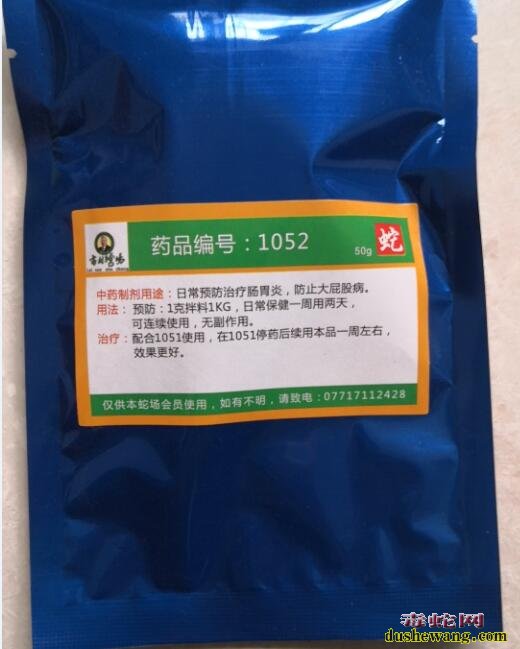 药品编号：1052
50g
蛇
中药制剂用途：日常预防治疗肠胃炎，防止大屁股病。
用法：预防：1克拌料1KG，日常保健一周用两天，
可连续使用，无副作用。
治疗：配合1051使用，在1051停药后续用本品一周左右，
效果更好。
仅供本蛇场会员使用，如有不明，请致电：07717112428
毒蛇网
dushewang.com